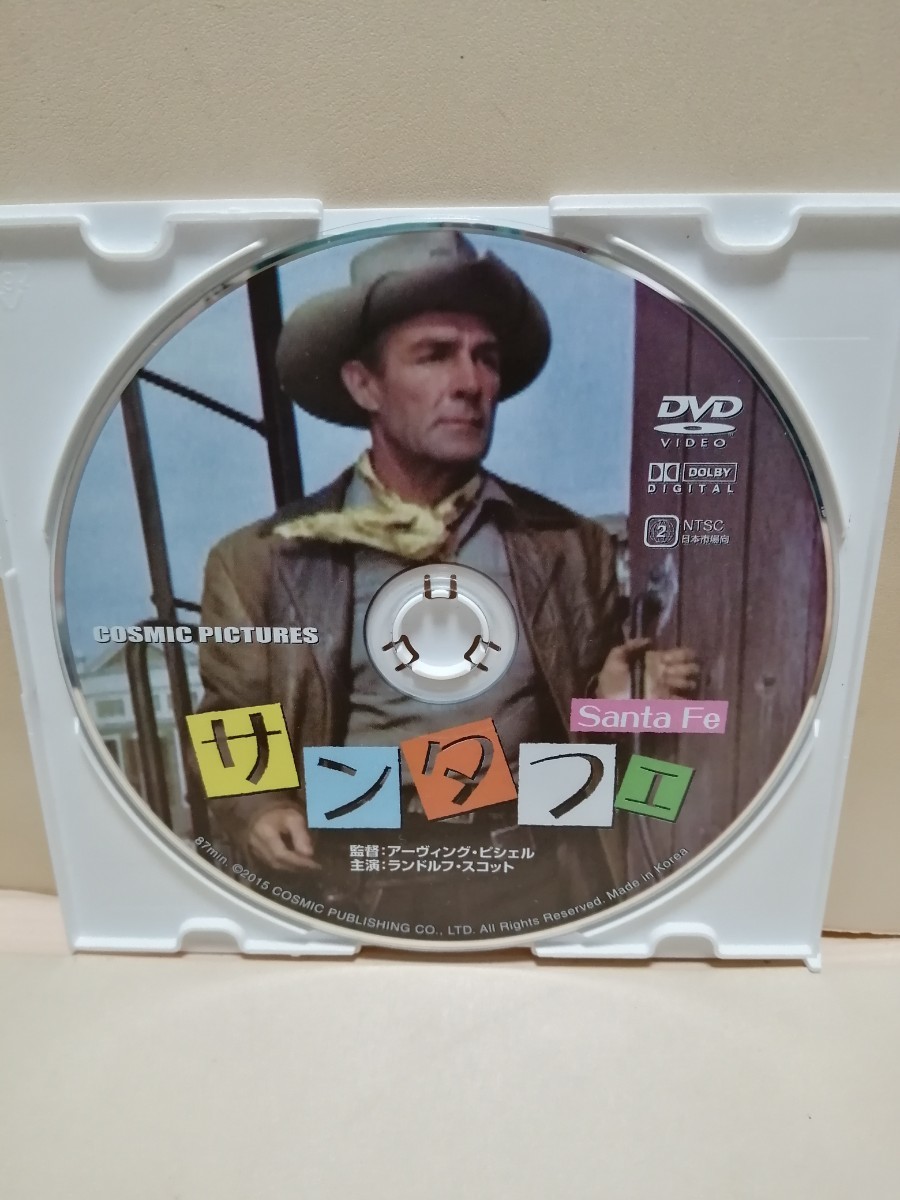 DVD
VIDEO
DOLBY
DIGITAL
2
NTSC
日本市場向
COSMIC PICTURES
Santa Fe
サンタフェ
監督:アーヴィング・ピシェル
主演:ランドルフ・スコット
87min. ©2015 COSMIC PUBLISHING CO., LTD. All Rights Reserved. Made in Korea